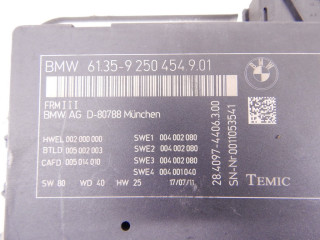 BMW 61.35-9 250 454 9.01
FRM III
BMW AG D-80788 München
HWEL 002 000 000
BTLD 005 002 003
CAFD 005 014 010
SWE1 004 002 080
SWE2 004 002 080
SWE3 004 002 080
SWE4 004 001 040
SW 80 WD 40 HW 25 17/07/11
28.4097-4406.3.00
SN-Nr 0011053541
TEMIC
BMW